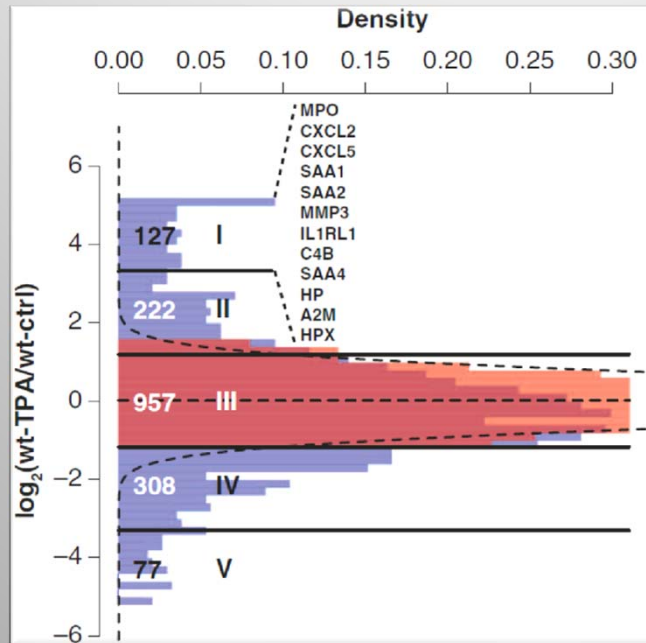 Density
0.00 0.05 0.10 0.15 0.20 0.25 0.30
MPO
CXCL2
CXCL5
SAA1
SAA2
MMP3
IL1RL1
C4B
SAA4
HP
A2M
HPX
log2(wt-TPA/wt-ctrl)
6
4
2
0
−2
−4
−6
127 I
222 II
957 III
308 IV
77 V